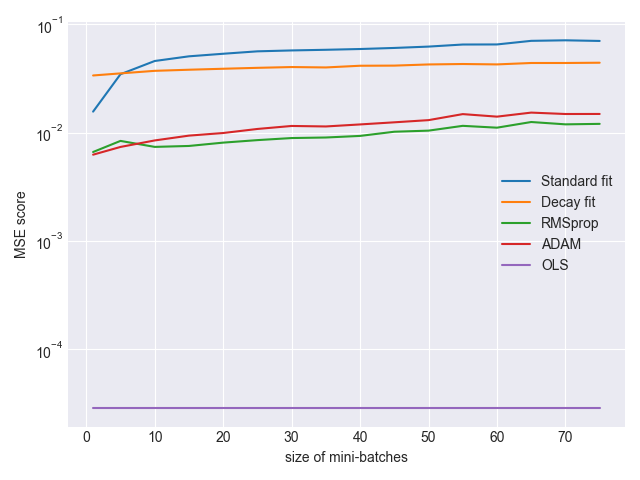 10⁻¹
10⁻²
10⁻³
10⁻⁴
MSE score
Standard fit
Decay fit
RMSprop
ADAM
OLS
0 10 20 30 40 50 60 70
size of mini-batches